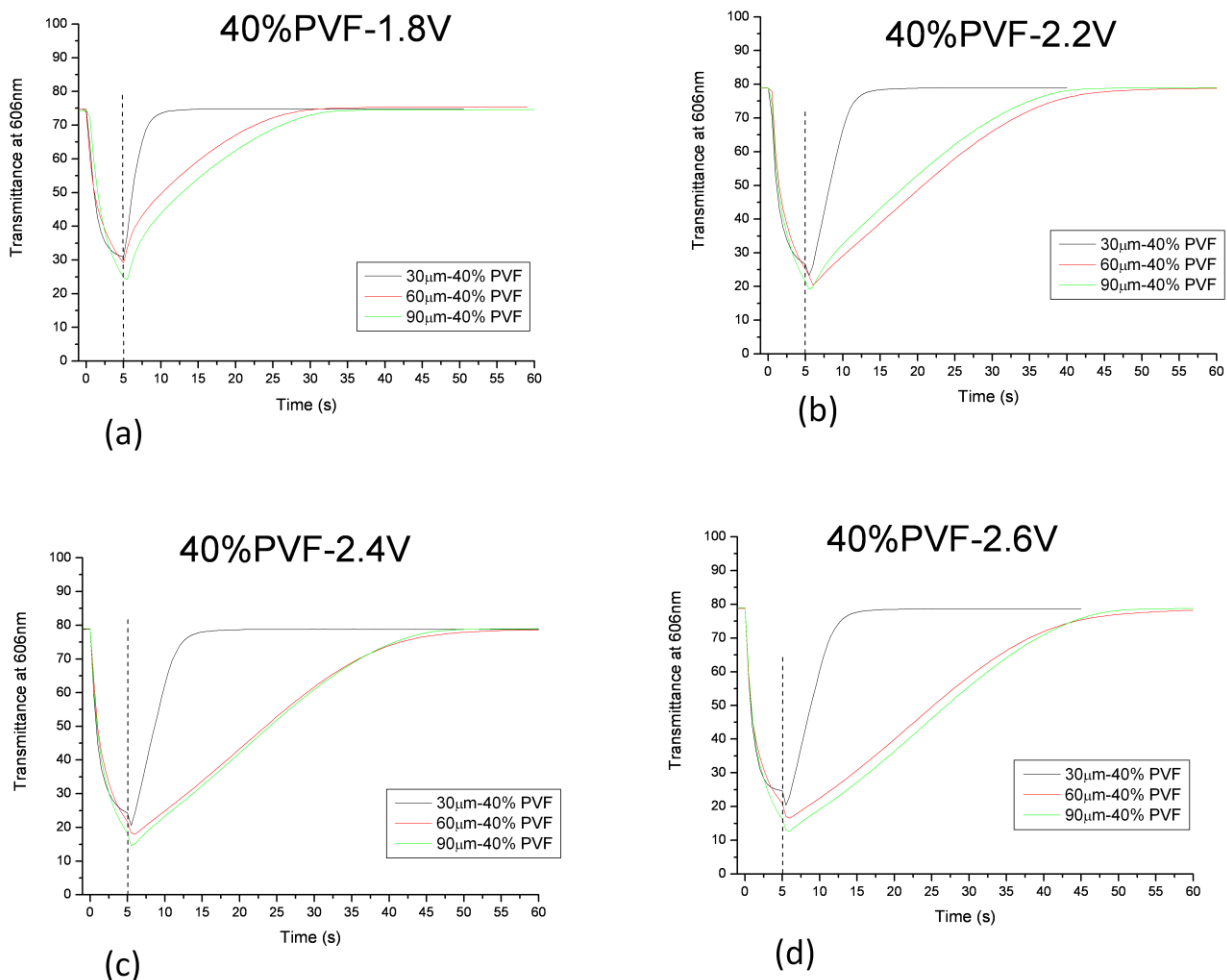 40%PVF-1.8V
100
90
80
70
60
50
40
30
20
10
0
Transmittance at 606nm
30μm-40% PVF
60μm-40% PVF
90μm-40% PVF
0 5 10 15 20 25 30 35 40 45 50 55 60
Time (s)
(a)
40%PVF-2.2V
100
90
80
70
60
50
40
30
20
10
0
Transmittance at 606nm
30μm-40% PVF
60μm-40% PVF
90μm-40% PVF
0 5 10 15 20 25 30 35 40 45 50 55 60
Time (s)
(b)
40%PVF-2.4V
100
90
80
70
60
50
40
30
20
10
0
Transmittance at 606nm
30μm-40% PVF
60μm-40% PVF
90μm-40% PVF
0 5 10 15 20 25 30 35 40 45 50 55 60
Time (s)
(c)
40%PVF-2.6V
100
90
80
70
60
50
40
30
20
10
0
Transmittance at 606nm
30μm-40% PVF
60μm-40% PVF
90μm-40% PVF
0 5 10 15 20 25 30 35 40 45 50 55 60
Time (s)
(d)